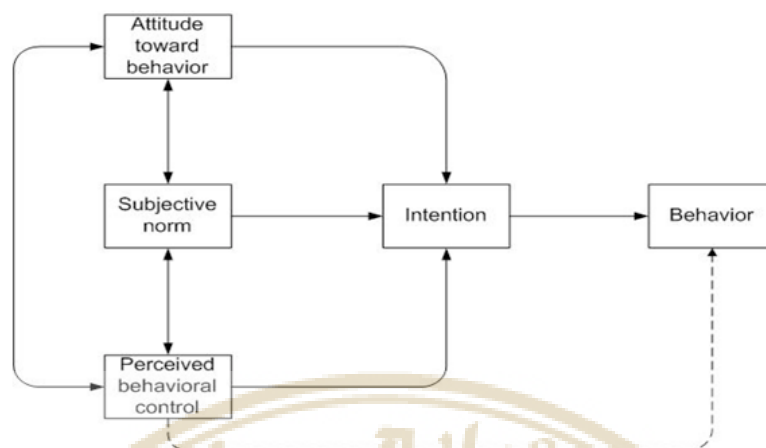 Attitude
toward
behavior
Subjective
norm
Intention
Behavior
Perceived
behavioral
control